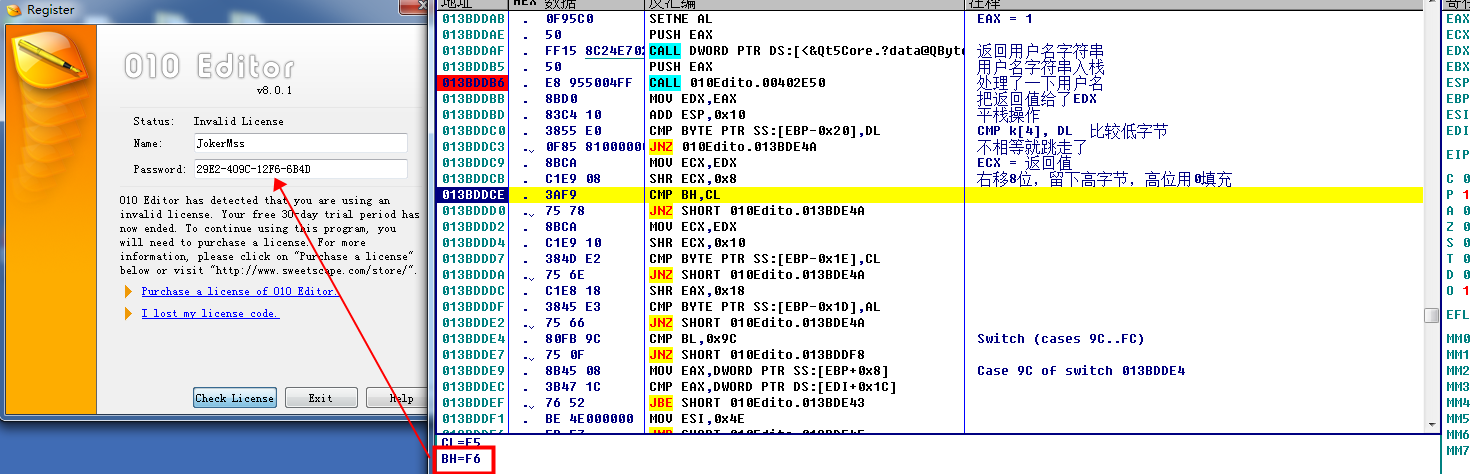 Register
010 Editor
v8.0.1
Status: Invalid License
Name: JokerMss
Password: 29E2-409C-12F6-6B4D
010 Editor has detected that you are using an
invalid license. Your free 30-day trial period has
now ended. To continue using this program, you
will need to purchase a license. For more
information, please click on "Purchase a license"
below or visit "http://www.sweetscape.com/store/".
Purchase a license of 010 Editor.
I lost my license code.
Check License Exit Help
地址 HEX 数据 反汇编 注释
013BDDAB . 0F95C0 SETNE AL EAX = 1
013BDDAE . 50 PUSH EAX
013BDDAF . FF15 8C24E702 CALL DWORD PTR DS:[<&Qt5Core.?data@QByt 返回用户名字符串
013BDDB5 . 50 PUSH EAX 用户名字符串入栈
013BDDB6 . E8 955004FF CALL 010Edito.00402E50 处理了一下用户名
013BDDBB . 8BD0 MOV EDX,EAX 把返回值给了EDX
013BDDBD . 83C4 10 ADD ESP,0x10 平栈操作
013BDDC0 . 3855 E0 CMP BYTE PTR SS:[EBP-0x20],DL CMP k[4], DL 比较低字节
013BDDC3 .⌄ 0F85 81000000 JNZ 010Edito.013BDE4A 不相等就跳走了
013BDDC9 . 8BCA MOV ECX,EDX ECX = 返回值
013BDDCB . C1E9 08 SHR ECX,0x8 右移8位，留下高字节，高位用0填充
013BDDCE . 3AF9 CMP BH,CL
013BDDD0 .⌄ 75 78 JNZ SHORT 010Edito.013BDE4A
013BDDD2 . 8BCA MOV ECX,EDX
013BDDD4 . C1E9 10 SHR ECX,0x10
013BDDD7 . 384D E2 CMP BYTE PTR SS:[EBP-0x1E],CL
013BDDDA .⌄ 75 6E JNZ SHORT 010Edito.013BDE4A
013BDDDC . C1E8 18 SHR EAX,0x18
013BDDDF . 3845 E3 CMP BYTE PTR SS:[EBP-0x1D],AL
013BDDE2 .⌄ 75 66 JNZ SHORT 010Edito.013BDE4A
013BDDE4 . 80FB 9C CMP BL,0x9C Switch (cases 9C..FC)
013BDDE7 .⌄ 75 0F JNZ SHORT 010Edito.013BDDF8
013BDDE9 . 8B45 08 MOV EAX,DWORD PTR SS:[EBP+0x8] Case 9C of switch 013BDDE4
013BDDEC . 3B47 1C CMP EAX,DWORD PTR DS:[EDI+0x1C]
013BDDEF .⌄ 76 52 JBE SHORT 010Edito.013BDE43
013BDDF1 . BE 4E000000 MOV ESI,0x4E
CL=F5
BH=F6
EAX
ECX
EDX
EBX
ESP
EBP
ESI
EDI
EIP
C 0
P 1
A 0
Z 0
S 0
T 0
D 0
O 1
EFL
MM0
MM1
MM2
MM3
MM4
MM5
MM6
MM7